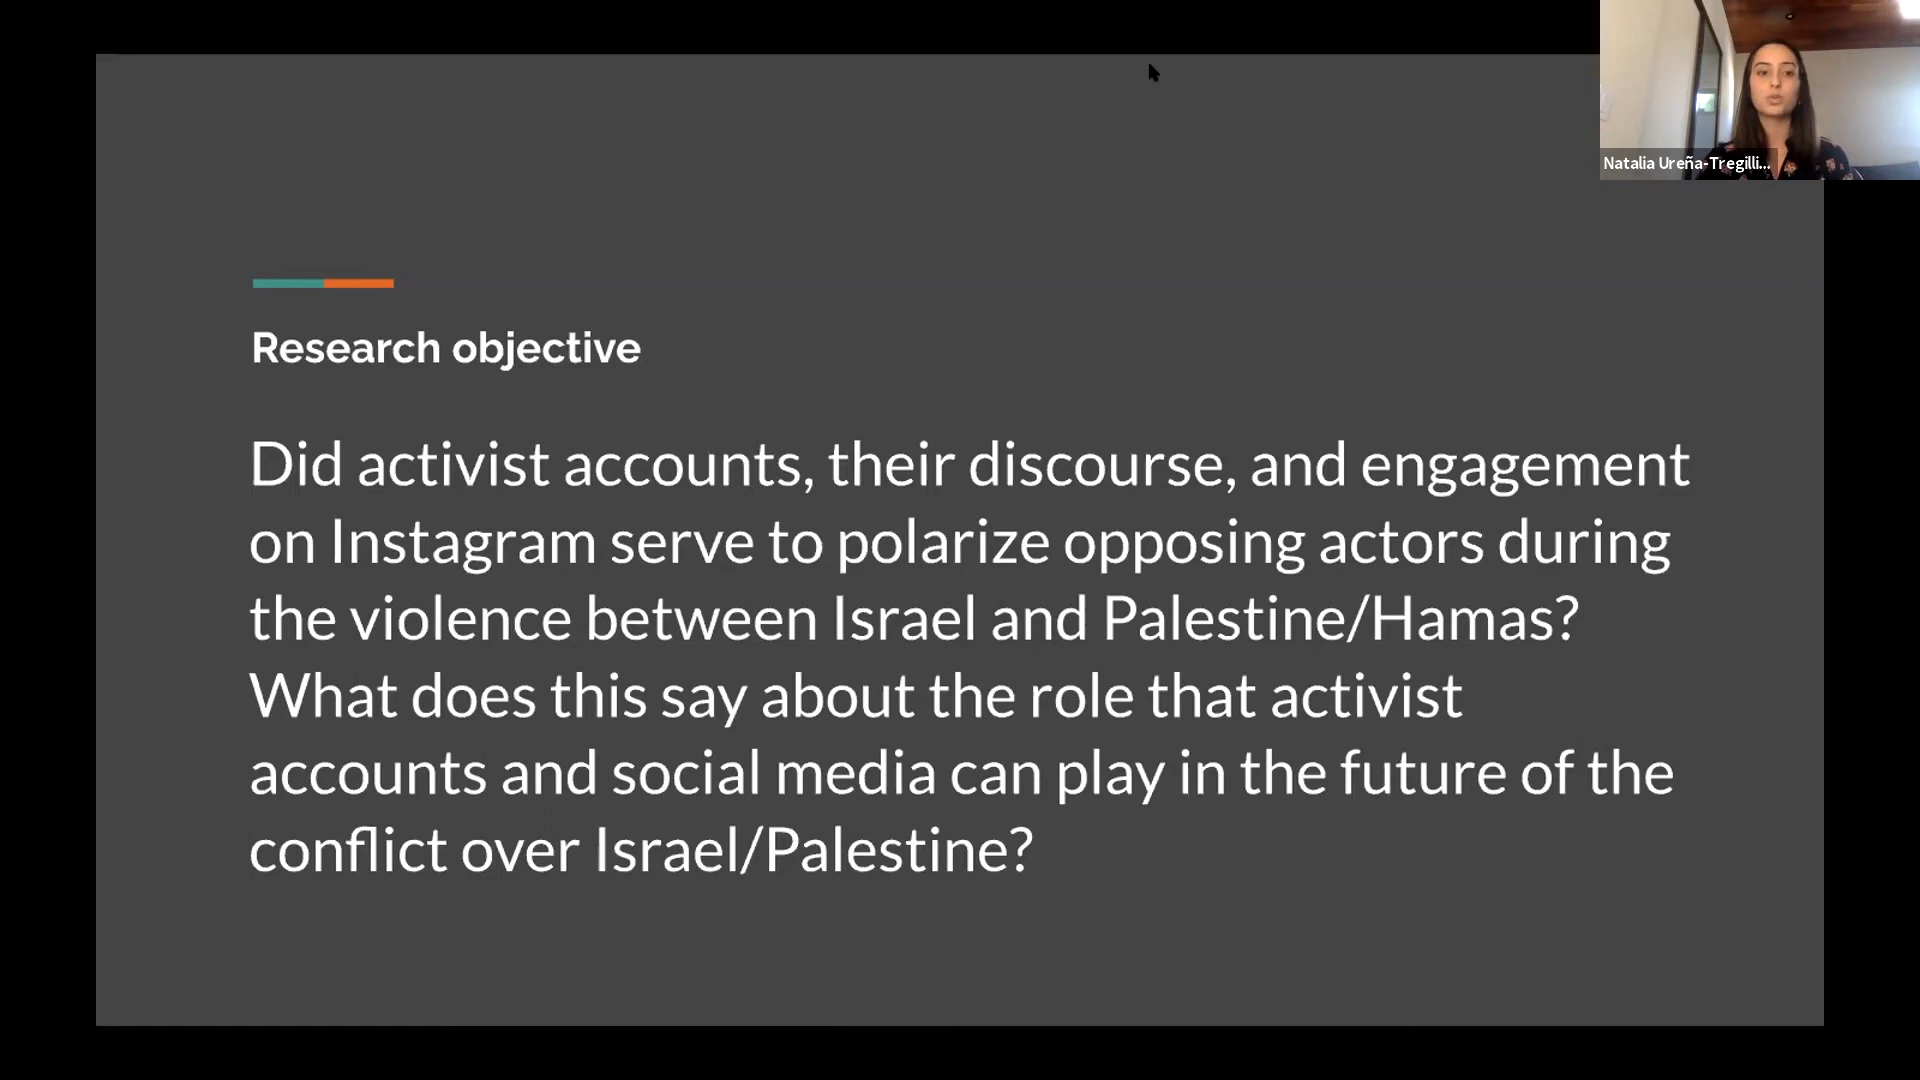 Natalia Ureña-Tregilli...
Research objective
Did activist accounts, their discourse, and engagement
on Instagram serve to polarize opposing actors during
the violence between Israel and Palestine/Hamas?
What does this say about the role that activist
accounts and social media can play in the future of the
conflict over Israel/Palestine?